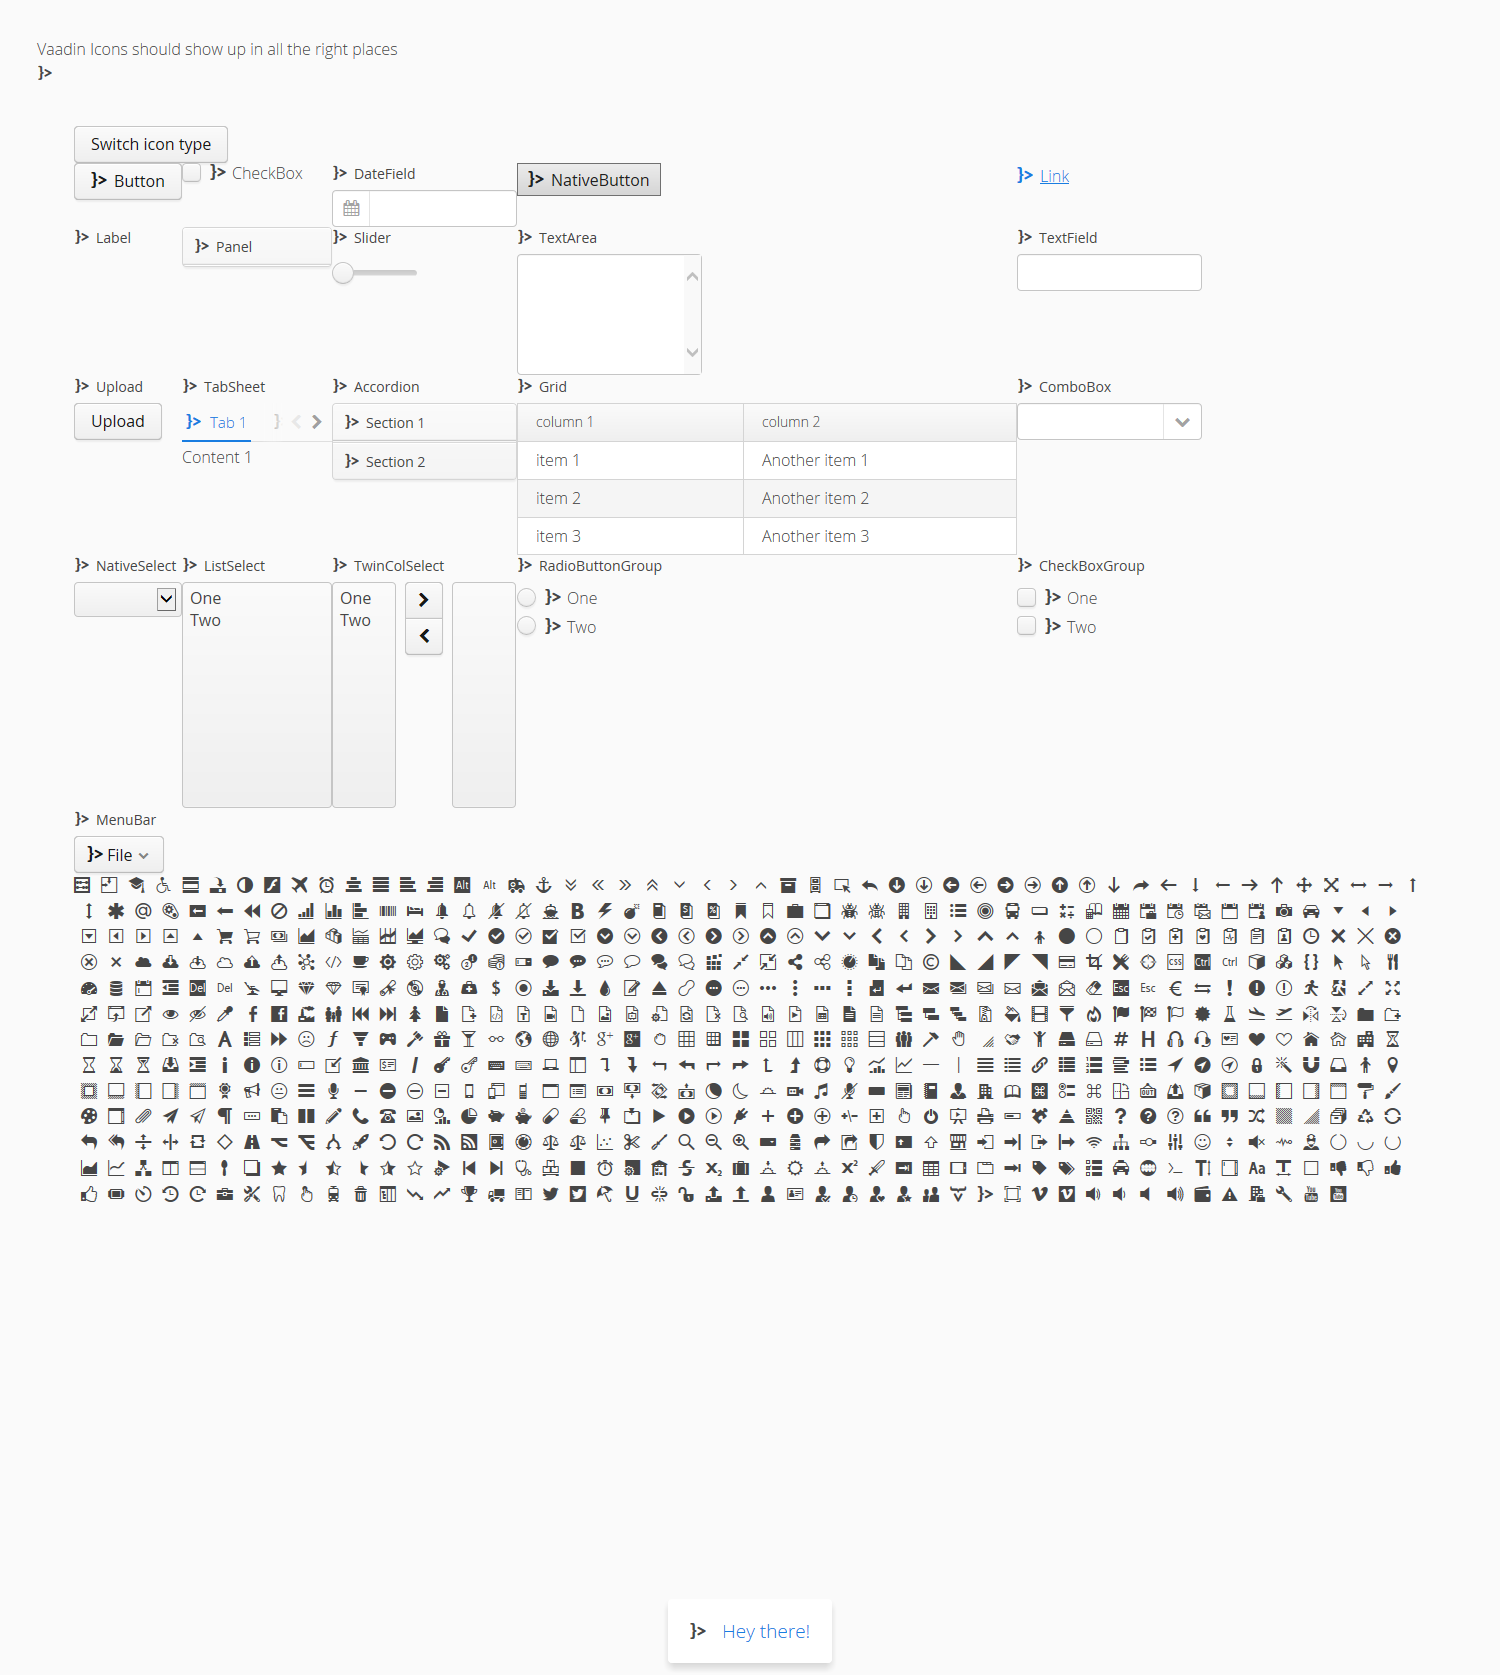 Vaadin Icons should show up in all the right places
}>
Switch icon type
}> Button
}> CheckBox
}> DateField
}> NativeButton
}> Link
}> Label
}> Panel
}> Slider
}> TextArea
}> TextField
}> Upload
}> TabSheet
}> Accordion
}> Grid
}> ComboBox
Upload
}> Tab 1
}> Section 1
column 1 column 2
Content 1
}> Section 2
item 1 Another item 1
item 2 Another item 2
item 3 Another item 3
}> NativeSelect
}> ListSelect
}> TwinColSelect
}> RadioButtonGroup
}> CheckBoxGroup
One
Two
One
Two
}> One
}> Two
}> One
}> Two
}> MenuBar
}> File
Alt Alt
Ctrl Ctrl
Del Del
Esc Esc
}> Hey there!